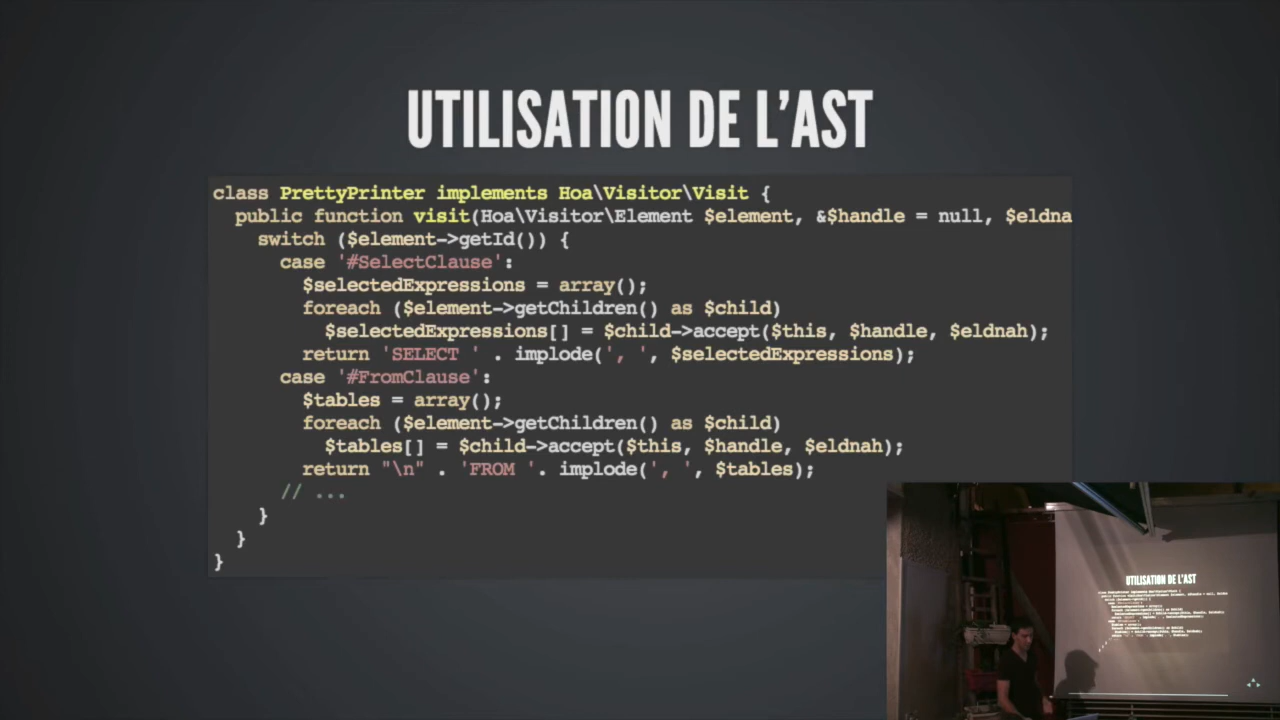 UTILISATION DE L'AST
class PrettyPrinter implements Hoa\Visitor\Visit {
public function visit(Hoa\Visitor\Element $element, &$handle = null, $eldna
switch ($element->getId()) {
case '#SelectClause':
$selectedExpressions = array();
foreach ($element->getChildren() as $child)
$selectedExpressions[] = $child->accept($this, $handle, $eldnah);
return 'SELECT ' . implode(', ', $selectedExpressions);
case '#FromClause':
$tables = array();
foreach ($element->getChildren() as $child)
$tables[] = $child->accept($this, $handle, $eldnah);
return "\n" . 'FROM '. implode(', ', $tables);
// ...
}
}
}
UTILISATION DE L'AST